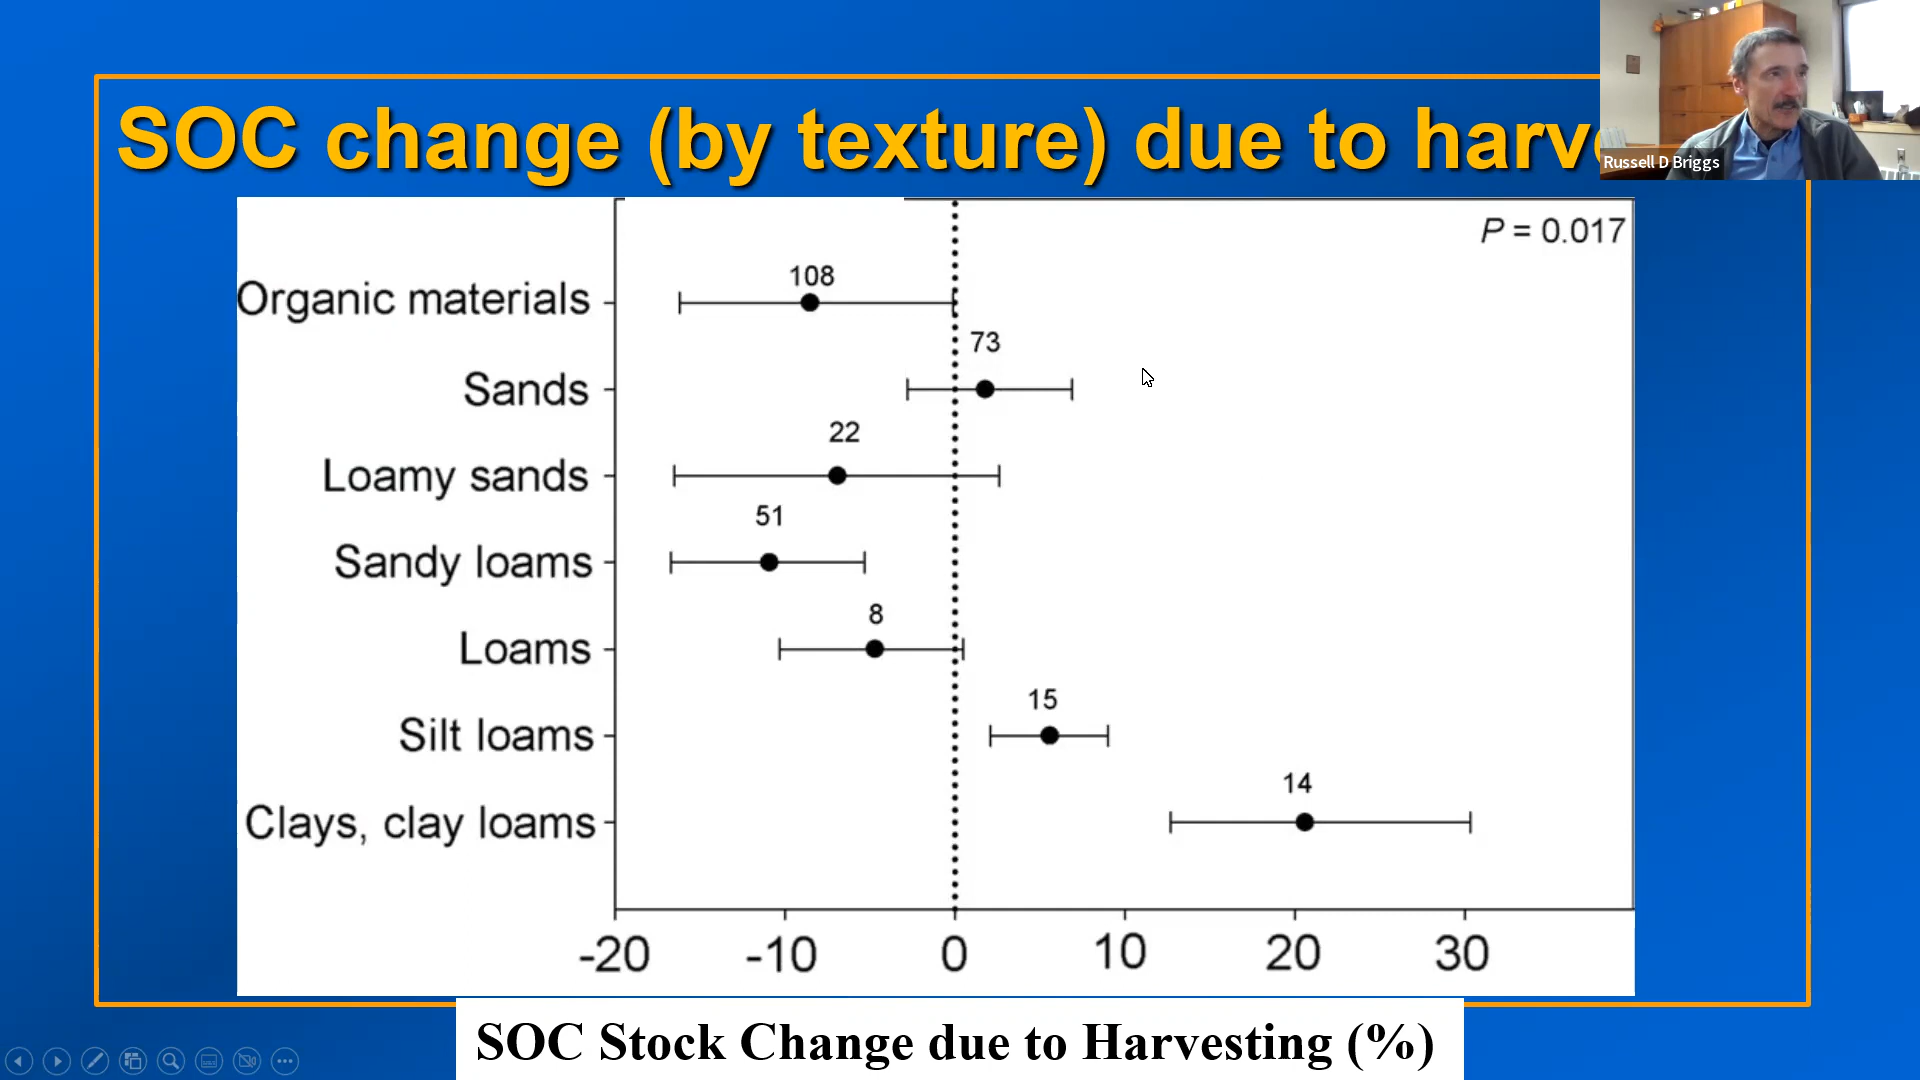 SOC change (by texture) due to harv
Russell D Briggs
P = 0.017
Organic materials
108
Sands
73
Loamy sands
22
Sandy loams
51
Loams
8
Silt loams
15
Clays, clay loams
14
-20 -10 0 10 20 30
SOC Stock Change due to Harvesting (%)